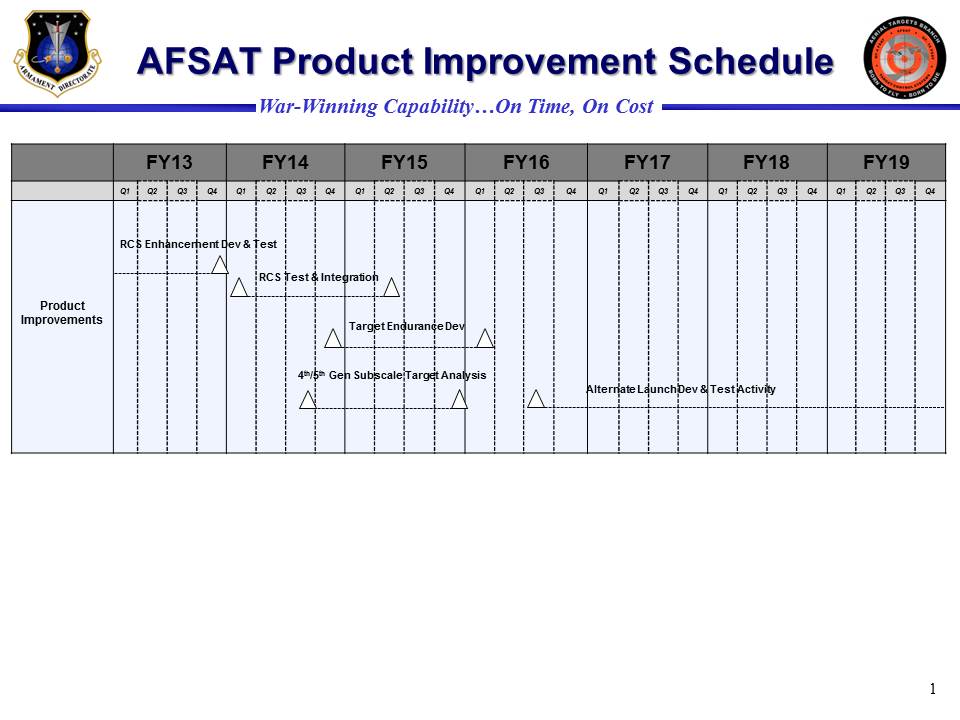 AFSAT Product Improvement Schedule
War-Winning Capability…On Time, On Cost
ARMAMENT DIRECTORATE
AERIAL TARGETS BRANCH
BORN TO FLY • BORN TO DIE
FY13 FY14 FY15 FY16 FY17 FY18 FY19
Q1 Q2 Q3 Q4 Q1 Q2 Q3 Q4 Q1 Q2 Q3 Q4 Q1 Q2 Q3 Q4 Q1 Q2 Q3 Q4 Q1 Q2 Q3 Q4 Q1 Q2 Q3 Q4
RCS Enhancement Dev & Test
RCS Test & Integration
Product
Improvements
Target Endurance Dev
4th/5th Gen Subscale Target Analysis
Alternate Launch Dev & Test Activity
1